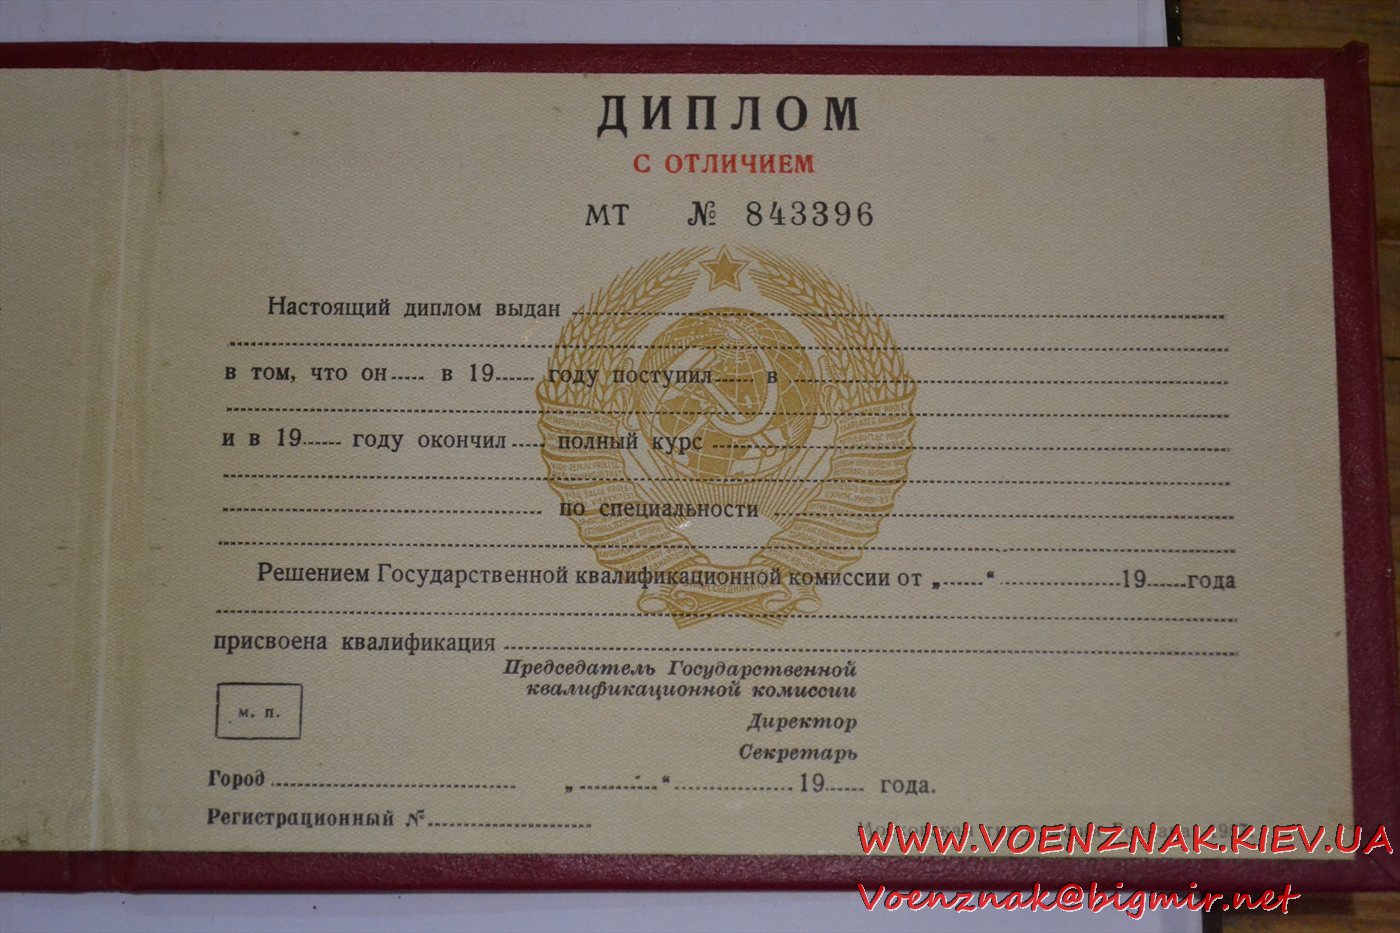 ДИПЛОМ
С ОТЛИЧИЕМ
МТ № 843396
Настоящий диплом выдан
в том, что он в 19 году поступил в
и в 19 году окончил полный курс
по специальности
Решением Государственной квалификационной комиссии от „ “ 19 года
присвоена квалификация
Председатель Государственной
квалификационной комиссии
м. п.
Директор
Секретарь
Город „ “ 19 года.
Регистрационный №
WWW.VOENZNAK.KIEV.UA
Voenznak@bigmir.net